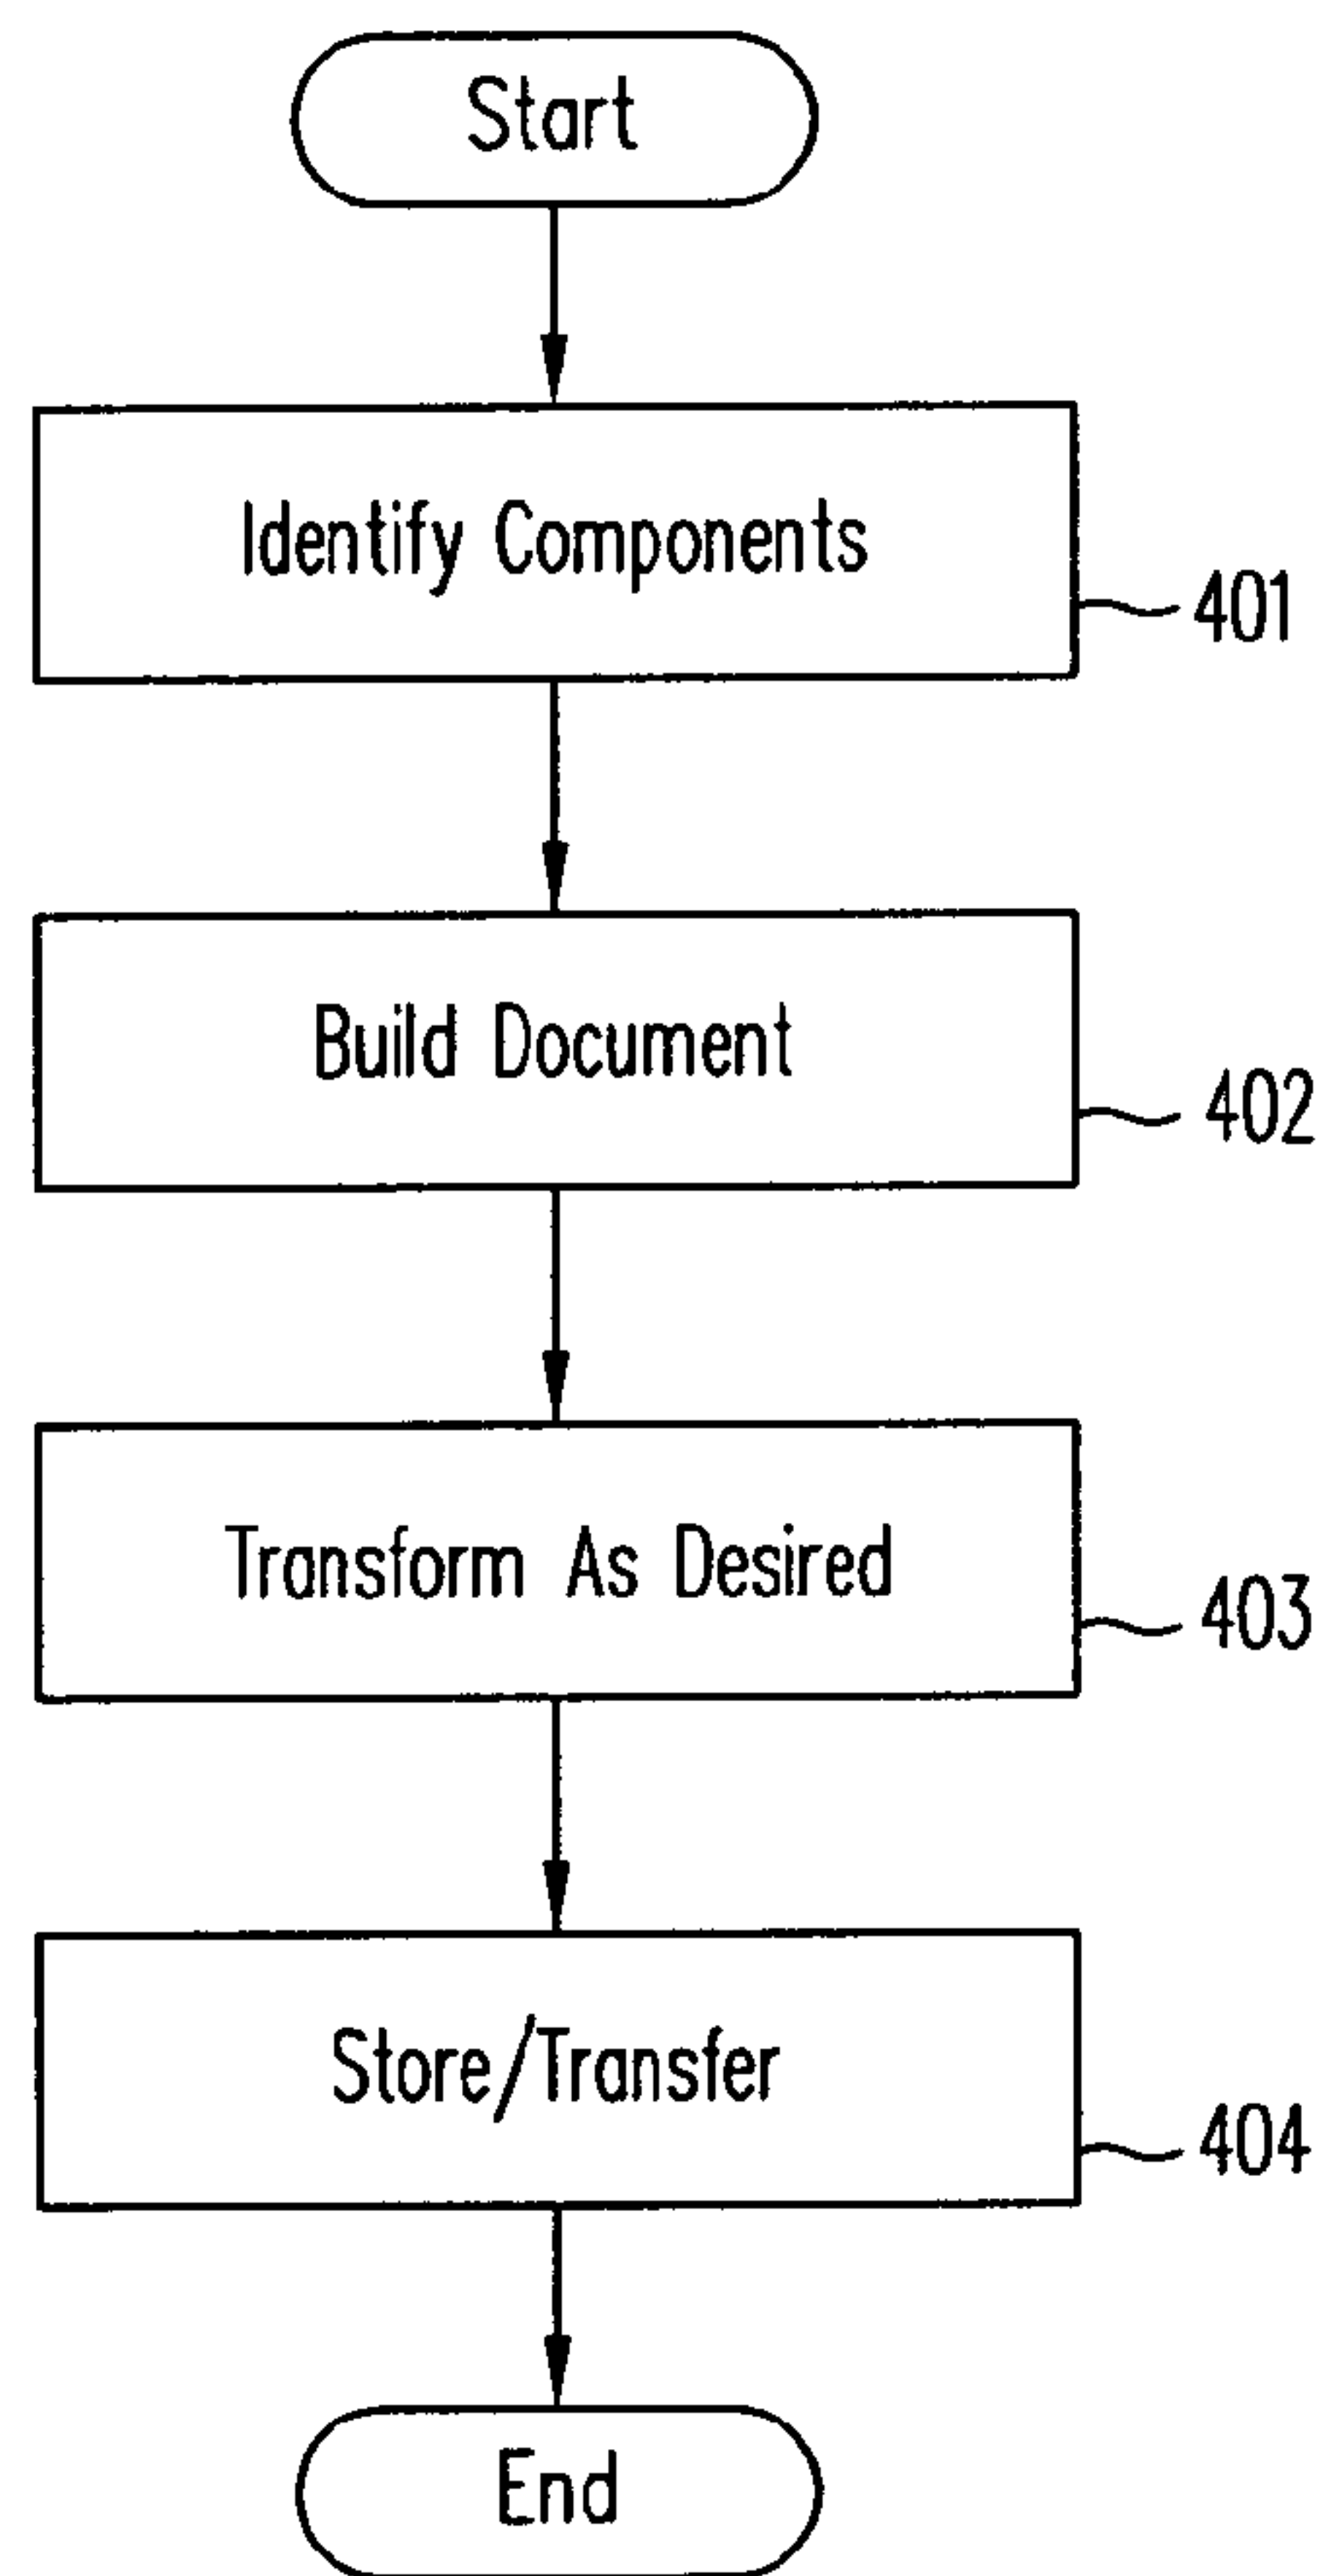 Start
Identify Components
401
Build Document
402
Transform As Desired
403
Store/Transfer
404
End